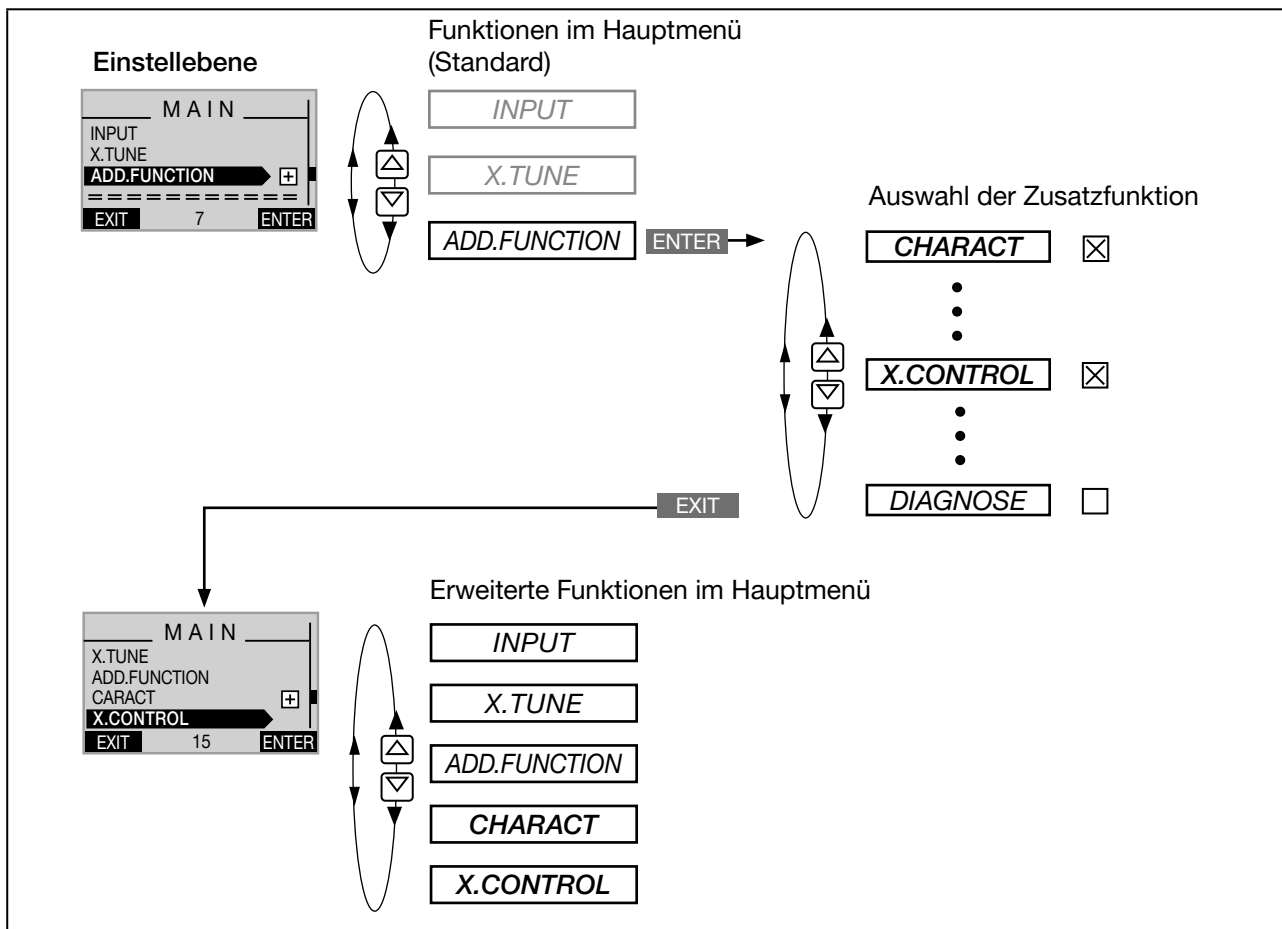 Funktionen im Hauptmenü
(Standard)
Einstellebene
MAIN
INPUT
X.TUNE
ADD.FUNCTION
============
EXIT 7 ENTER
INPUT
X.TUNE
ADD.FUNCTION ENTER
Auswahl der Zusatzfunktion
CHARACT
X.CONTROL
DIAGNOSE
EXIT
Erweiterte Funktionen im Hauptmenü
MAIN
X.TUNE
ADD.FUNCTION
CARACT
X.CONTROL
EXIT 15 ENTER
INPUT
X.TUNE
ADD.FUNCTION
CHARACT
X.CONTROL